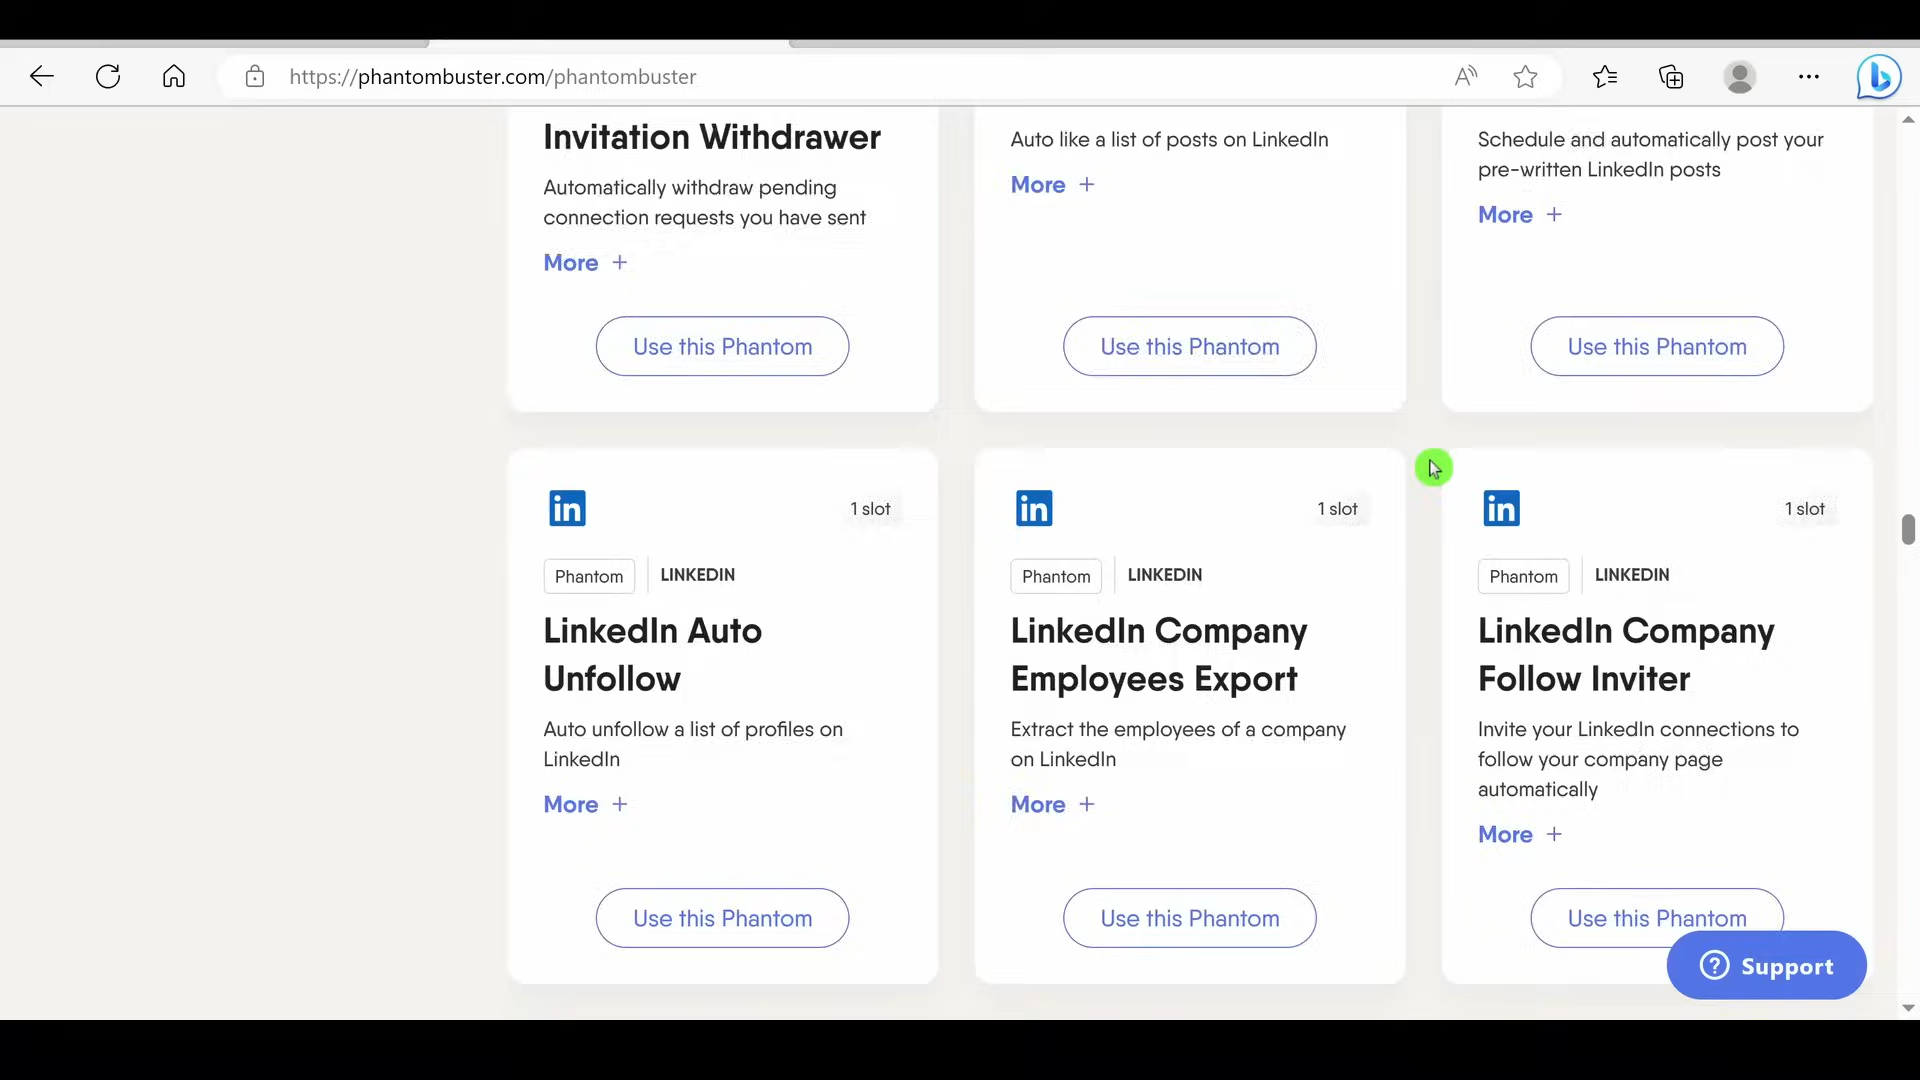 https://phantombuster.com/phantombuster
Invitation Withdrawer
Automatically withdraw pending
connection requests you have sent
More +
Use this Phantom
Auto like a list of posts on LinkedIn
More +
Use this Phantom
Schedule and automatically post your
pre-written LinkedIn posts
More +
Use this Phantom
in
1 slot
Phantom
LINKEDIN
LinkedIn Auto
Unfollow
Auto unfollow a list of profiles on
LinkedIn
More +
Use this Phantom
in
1 slot
Phantom
LINKEDIN
LinkedIn Company
Employees Export
Extract the employees of a company
on LinkedIn
More +
Use this Phantom
in
1 slot
Phantom
LINKEDIN
LinkedIn Company
Follow Inviter
Invite your LinkedIn connections to
follow your company page
automatically
More +
Use this Phantom
? Support